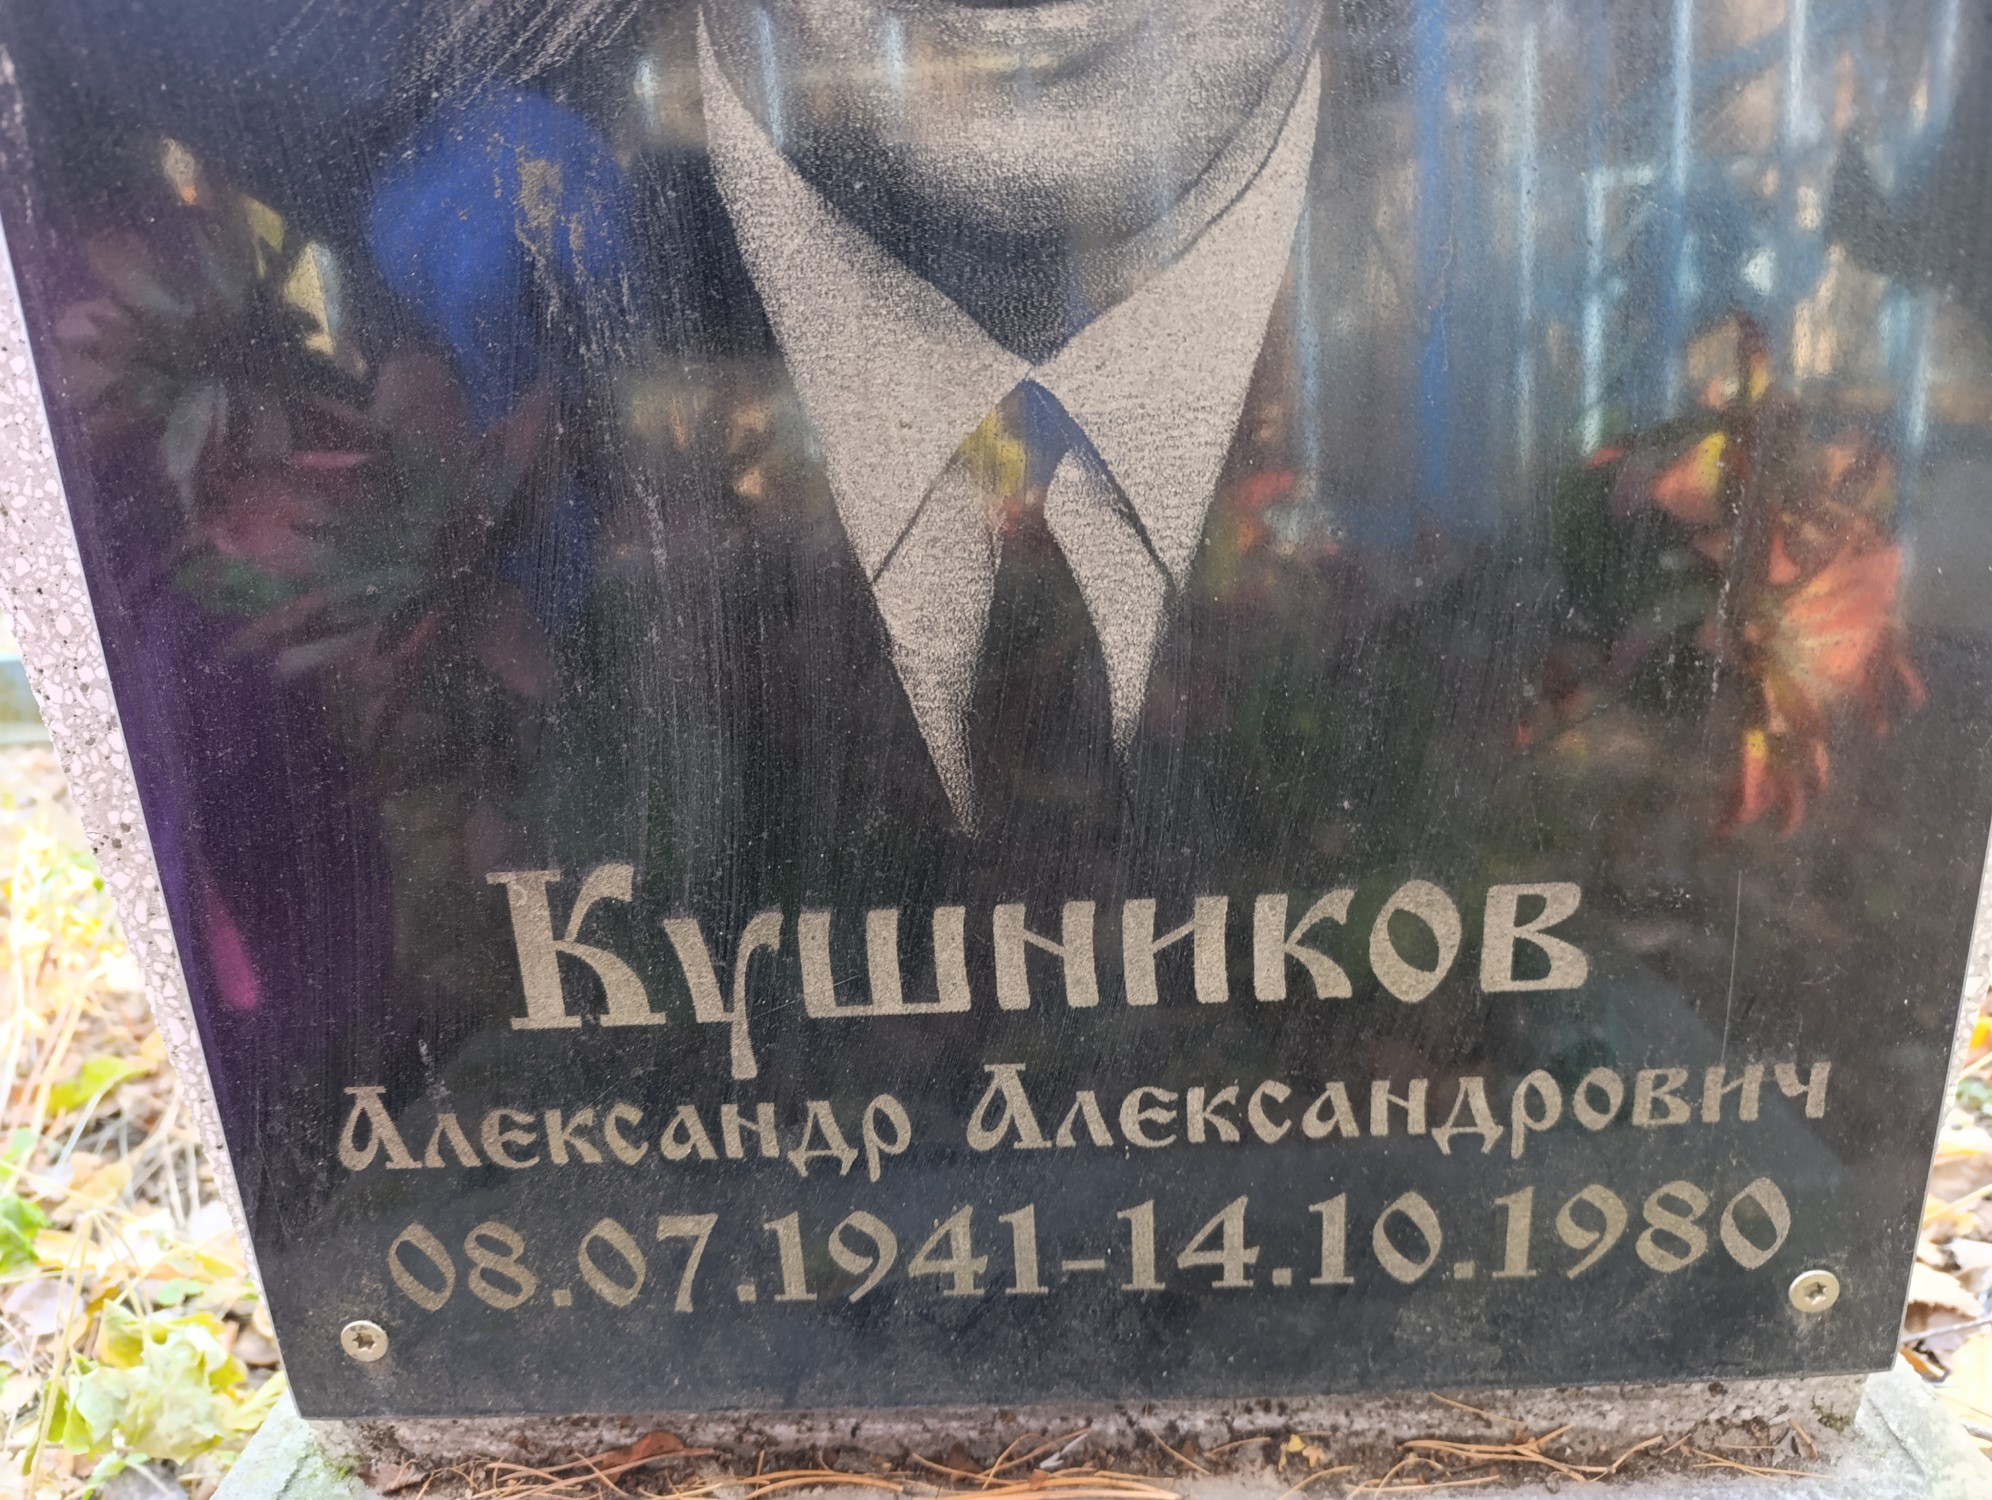 Кушников
Александр Александрович
08.07.1941-14.10.1980